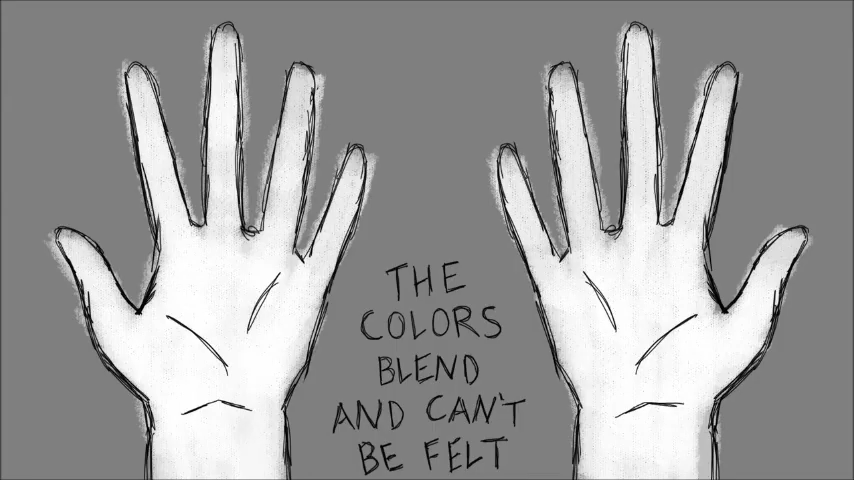 THE
COLORS
BLEND
AND CAN'T
BE FELT